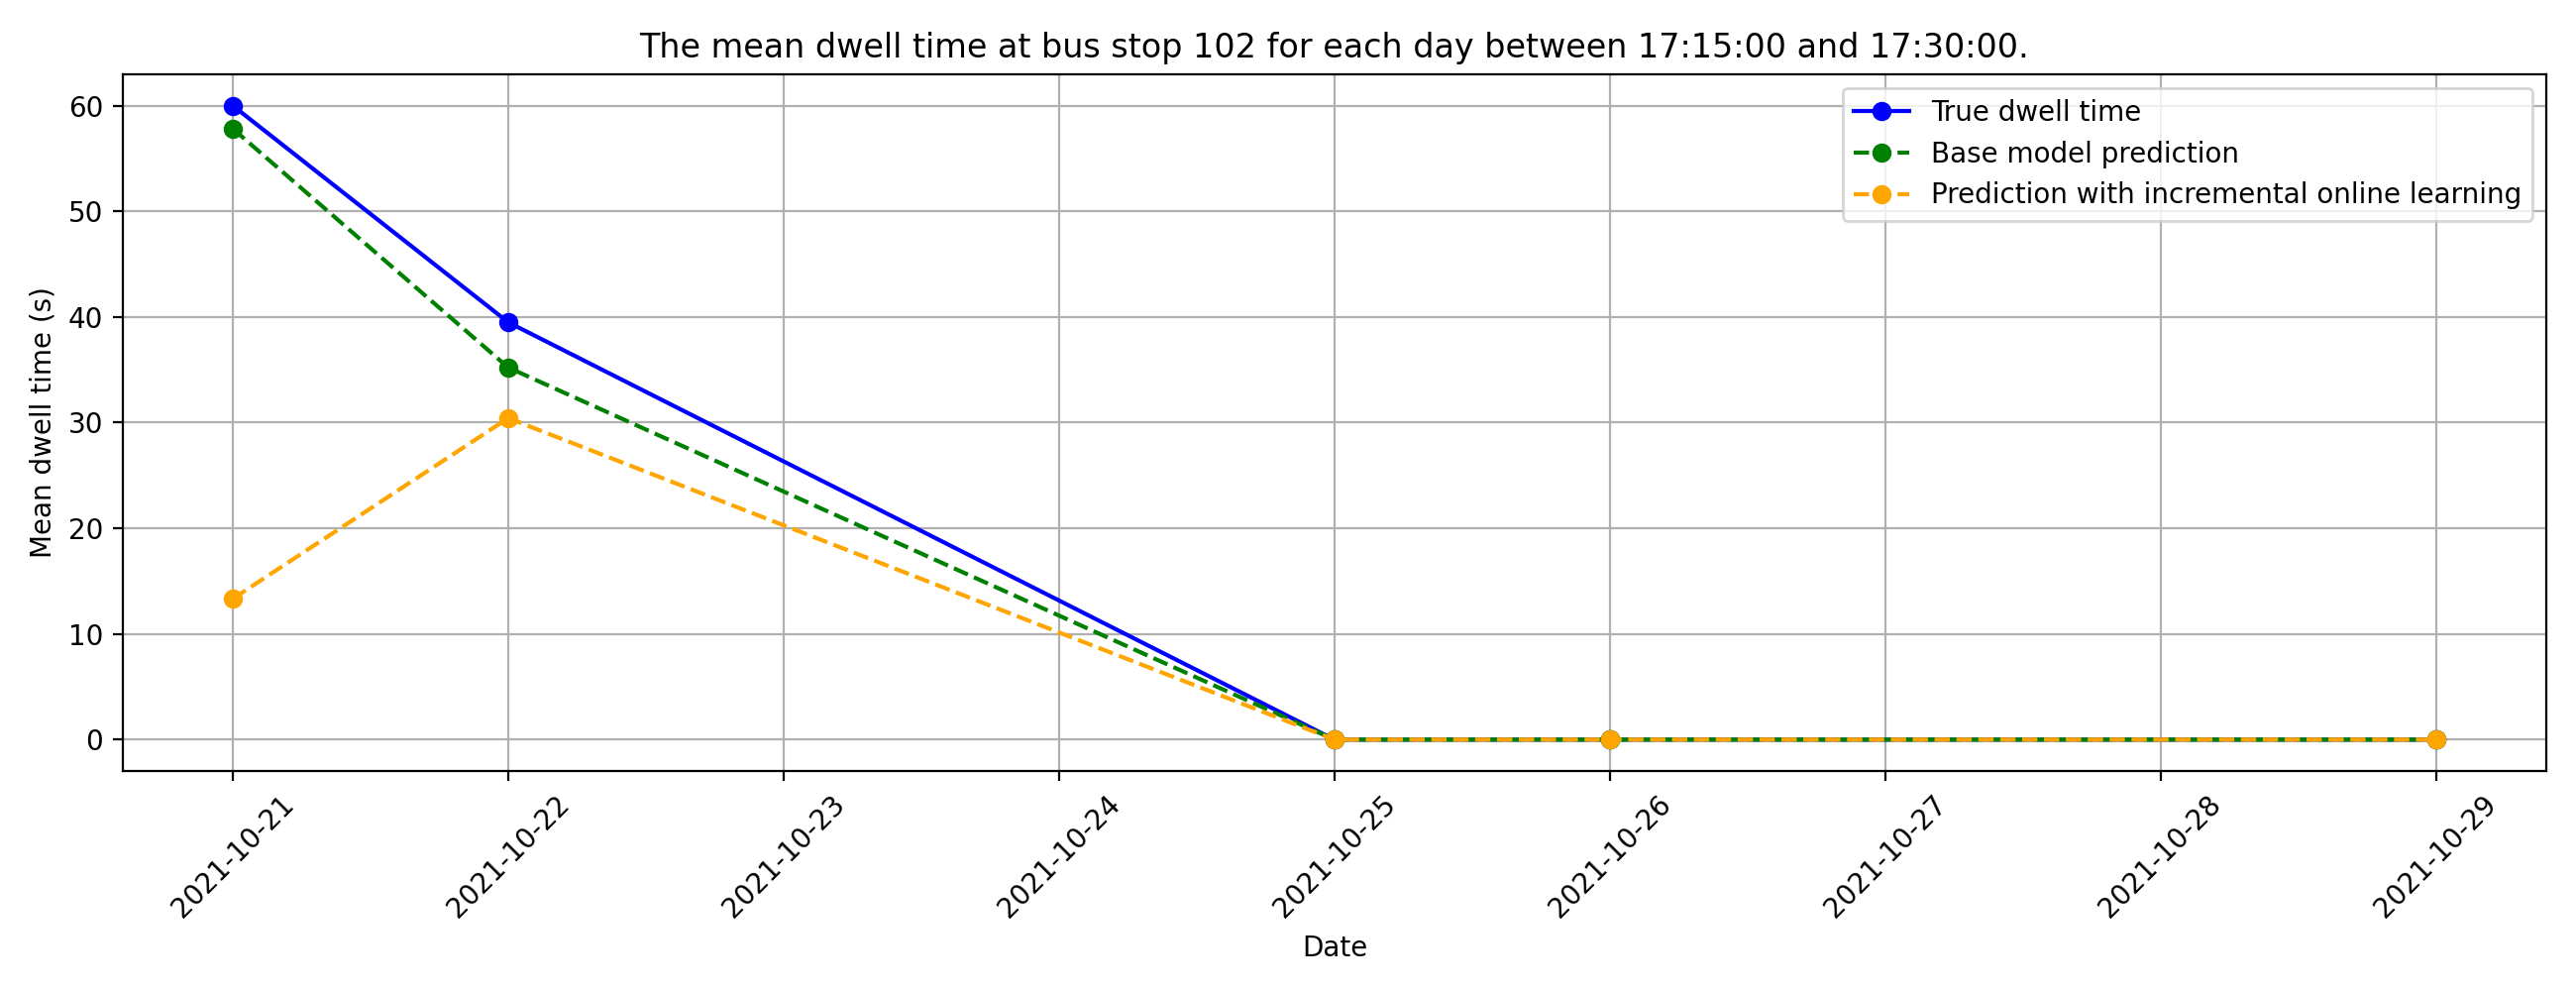 The mean dwell time at bus stop 102 for each day between 17:15:00 and 17:30:00.
True dwell time
Base model prediction
Prediction with incremental online learning
Mean dwell time (s)
60
50
40
30
20
10
0
2021-10-21
2021-10-22
2021-10-23
2021-10-24
2021-10-25
2021-10-26
2021-10-27
2021-10-28
2021-10-29
Date